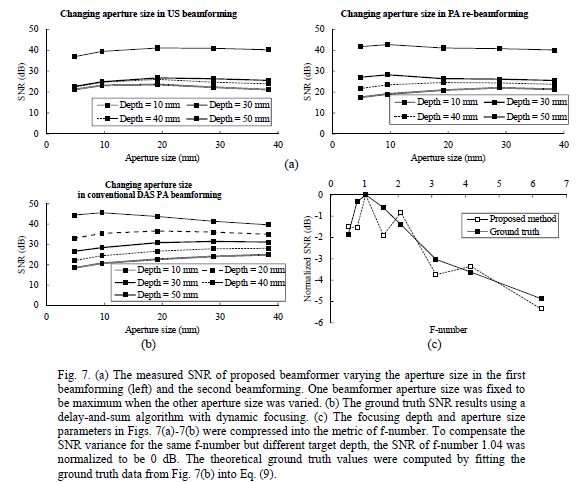 Changing aperture size in US beamforming
50
40
30
20
10
0
SNR (dB)
Depth = 10 mm
Depth = 30 mm
Depth = 40 mm
Depth = 50 mm
0 10 20 30 40
Aperture size (mm)
Changing aperture size in PA re-beamforming
50
40
30
20
10
0
SNR (dB)
Depth = 10 mm
Depth = 30 mm
Depth = 40 mm
Depth = 50 mm
0 10 20 30 40
Aperture size (mm)
(a)
Changing aperture size
in conventional DAS PA beamforming
50
40
30
20
10
0
SNR (dB)
Depth = 10 mm
Depth = 20 mm
Depth = 30 mm
Depth = 40 mm
Depth = 50 mm
0 10 20 30 40
Aperture size (mm)
(b)
0 1 2 3 4 5 6 7
0
-1
-2
-3
-4
-5
-6
Normalized SNR (dB)
Proposed method
Ground truth
F-number
(c)
Fig. 7. (a) The measured SNR of proposed beamformer varying the aperture size in the first
beamforming (left) and the second beamforming. One beamformer aperture size was fixed to
be maximum when the other aperture size was varied. (b) The ground truth SNR results using a
delay-and-sum algorithm with dynamic focusing. (c) The focusing depth and aperture size
parameters in Figs. 7(a)-7(b) were compressed into the metric of f-number. To compensate the
SNR variance for the same f-number but different target depth, the SNR of f-number 1.04 was
normalized to be 0 dB. The theoretical ground truth values were computed by fitting the
ground truth data from Fig. 7(b) into Eq. (9).